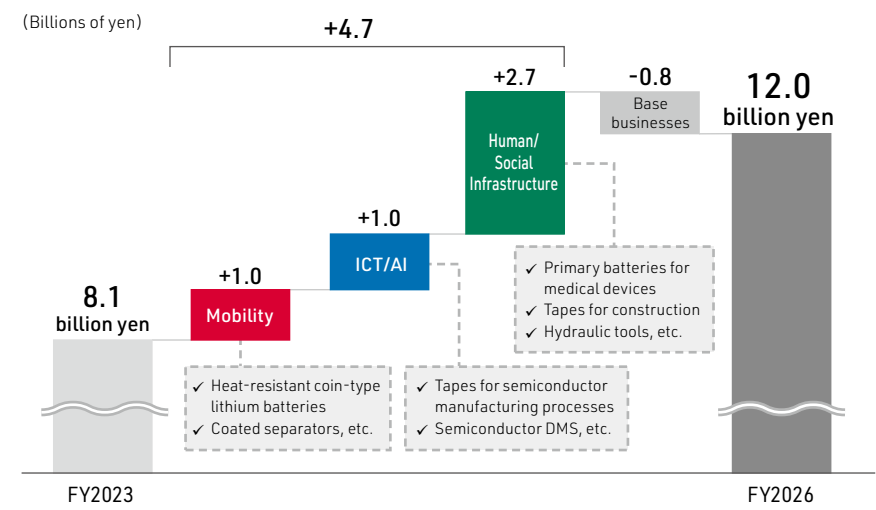 (Billions of yen)
+4.7
+2.7
-0.8
12.0
billion yen
Base
businesses
Human/
Social
Infrastructure
+1.0
ICT/AI
+1.0
Mobility
8.1
billion yen
✓ Primary batteries for
medical devices
✓ Tapes for construction
✓ Hydraulic tools, etc.
✓ Heat-resistant coin-type
lithium batteries
✓ Coated separators, etc.
✓ Tapes for semiconductor
manufacturing processes
✓ Semiconductor DMS, etc.
FY2023
FY2026